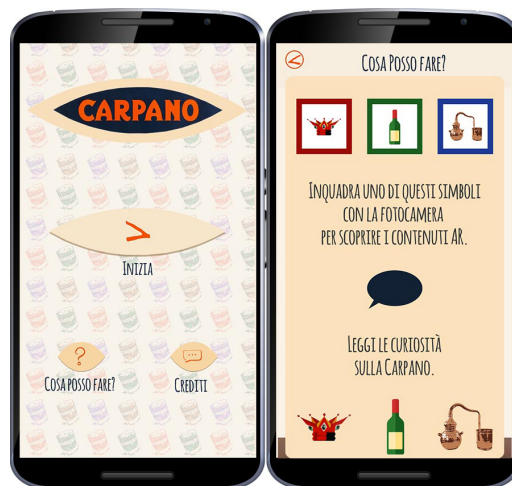 CARPANO
INIZIA
COSA POSSO FARE?
CREDITI
COSA POSSO FARE?
INQUADRA UNO DI QUESTI SIMBOLI
CON LA FOTOCAMERA
PER SCOPRIRE I CONTENUTI AR.
LEGGI LE CURIOSITÀ
SULLA CARPANO.